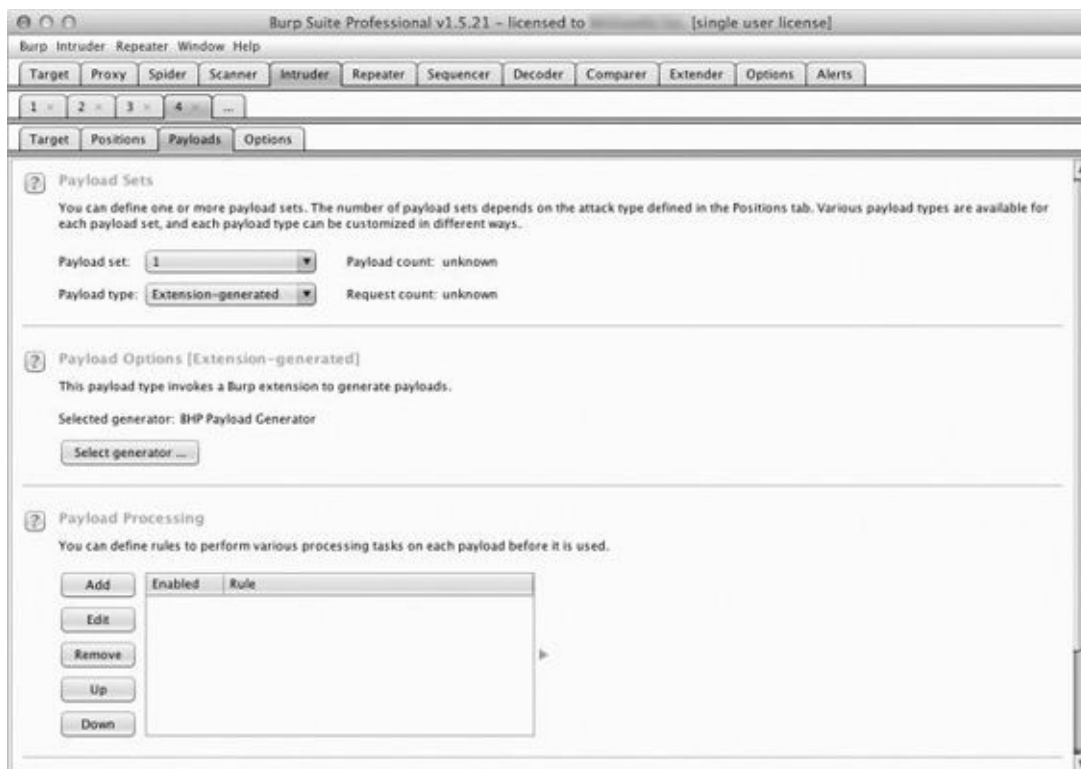 Burp Suite Professional v1.5.21 - licensed to [single user license]
Burp Intruder Repeater Window Help
Target Proxy Spider Scanner Intruder Repeater Sequencer Decoder Comparer Extender Options Alerts
1 × 2 × 3 × 4 × ...
Target Positions Payloads Options
? Payload Sets
You can define one or more payload sets. The number of payload sets depends on the attack type defined in the Positions tab. Various payload types are available for
each payload set, and each payload type can be customized in different ways.
Payload set: 1 Payload count: unknown
Payload type: Extension-generated Request count: unknown
? Payload Options [Extension-generated]
This payload type invokes a Burp extension to generate payloads.
Selected generator: BHP Payload Generator
Select generator ...
? Payload Processing
You can define rules to perform various processing tasks on each payload before it is used.
Add Enabled Rule
Edit
Remove
Up
Down